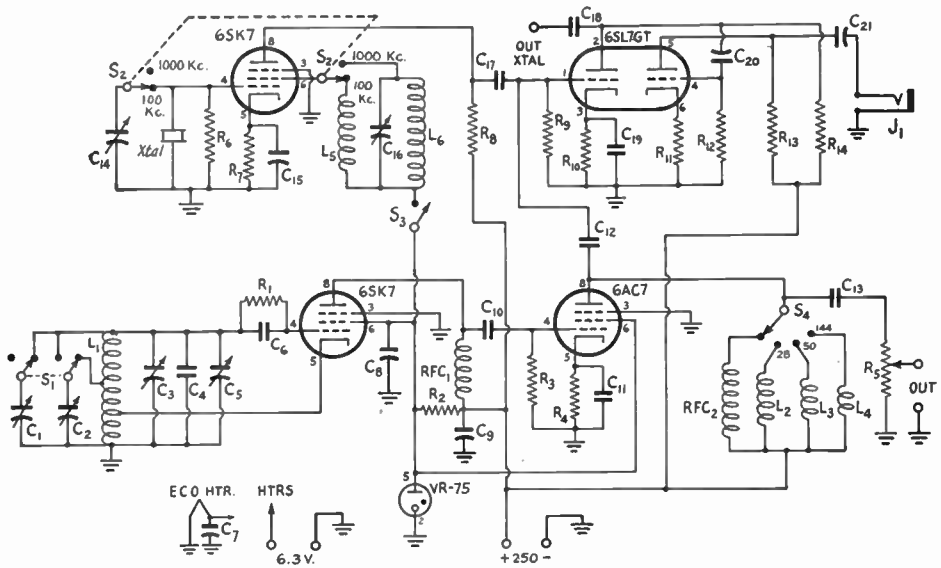 C18
6SK7
8
S2
1000 Kc.
100 Kc.
4
3
6
5
S2
1000 Kc.
100 Kc.
C14
Xtal
R6
R7
C15
L5
C16
L6
S3
OUT XTAL
C17
R8
6SL7GT
2
5
1
4
3
6
R9
R10
C19
R11
R12
C20
R13
R14
C21
J1
C12
R1
C6
6SK7
8
4
3
6
5
L1
S1
C1
C2
C3
C4
C5
C8
RFC1
R2
C9
C10
6AC7
8
4
3
6
5
R3
R4
C11
S4
C13
28
50
144
RFC2
L2
L3
L4
R5
OUT
ECO HTR.
C7
HTRS
6.3 V.
5
VR-75
2
+250-